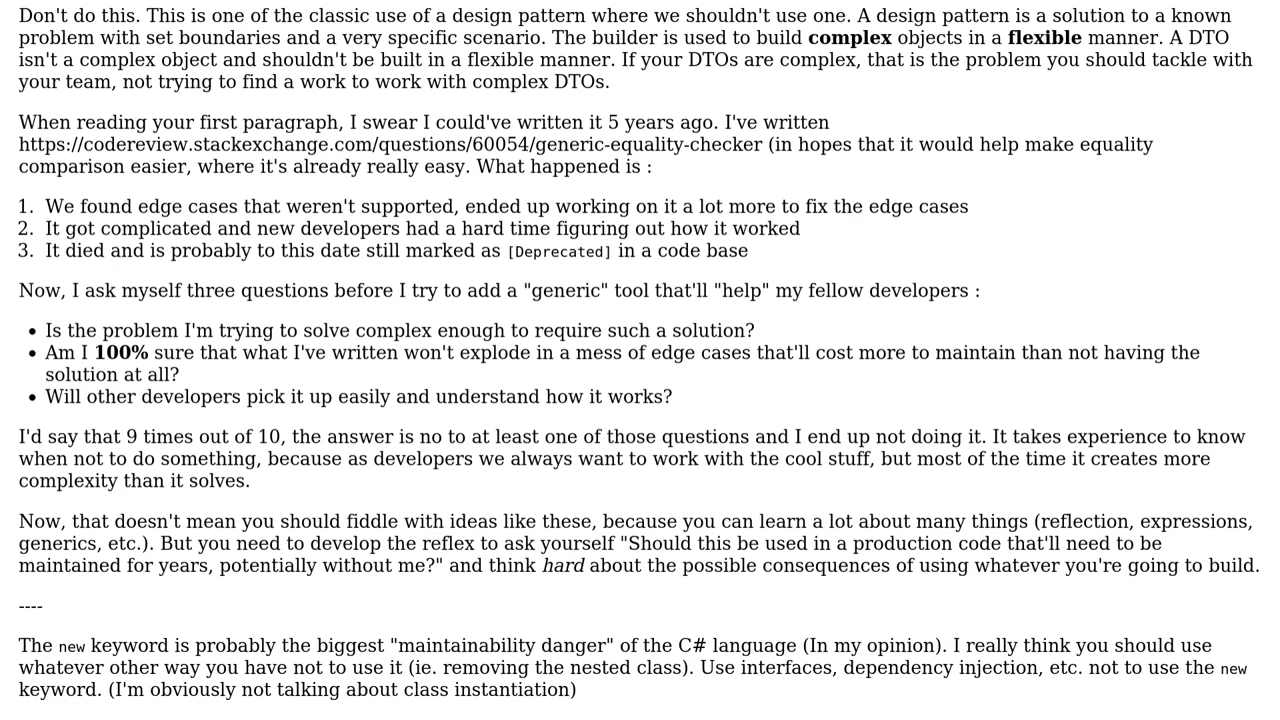 Don't do this. This is one of the classic use of a design pattern where we shouldn't use one. A design pattern is a solution to a known
problem with set boundaries and a very specific scenario. The builder is used to build complex objects in a flexible manner. A DTO
isn't a complex object and shouldn't be built in a flexible manner. If your DTOs are complex, that is the problem you should tackle with
your team, not trying to find a work to work with complex DTOs.
When reading your first paragraph, I swear I could've written it 5 years ago. I've written
https://codereview.stackexchange.com/questions/60054/generic-equality-checker (in hopes that it would help make equality
comparison easier, where it's already really easy. What happened is :
1. We found edge cases that weren't supported, ended up working on it a lot more to fix the edge cases
2. It got complicated and new developers had a hard time figuring out how it worked
3. It died and is probably to this date still marked as [Deprecated] in a code base
Now, I ask myself three questions before I try to add a "generic" tool that'll "help" my fellow developers :
• Is the problem I'm trying to solve complex enough to require such a solution?
• Am I 100% sure that what I've written won't explode in a mess of edge cases that'll cost more to maintain than not having the
solution at all?
• Will other developers pick it up easily and understand how it works?
I'd say that 9 times out of 10, the answer is no to at least one of those questions and I end up not doing it. It takes experience to know
when not to do something, because as developers we always want to work with the cool stuff, but most of the time it creates more
complexity than it solves.
Now, that doesn't mean you should fiddle with ideas like these, because you can learn a lot about many things (reflection, expressions,
generics, etc.). But you need to develop the reflex to ask yourself "Should this be used in a production code that'll need to be
maintained for years, potentially without me?" and think hard about the possible consequences of using whatever you're going to build.
----
The new keyword is probably the biggest "maintainability danger" of the C# language (In my opinion). I really think you should use
whatever other way you have not to use it (ie. removing the nested class). Use interfaces, dependency injection, etc. not to use the new
keyword. (I'm obviously not talking about class instantiation)